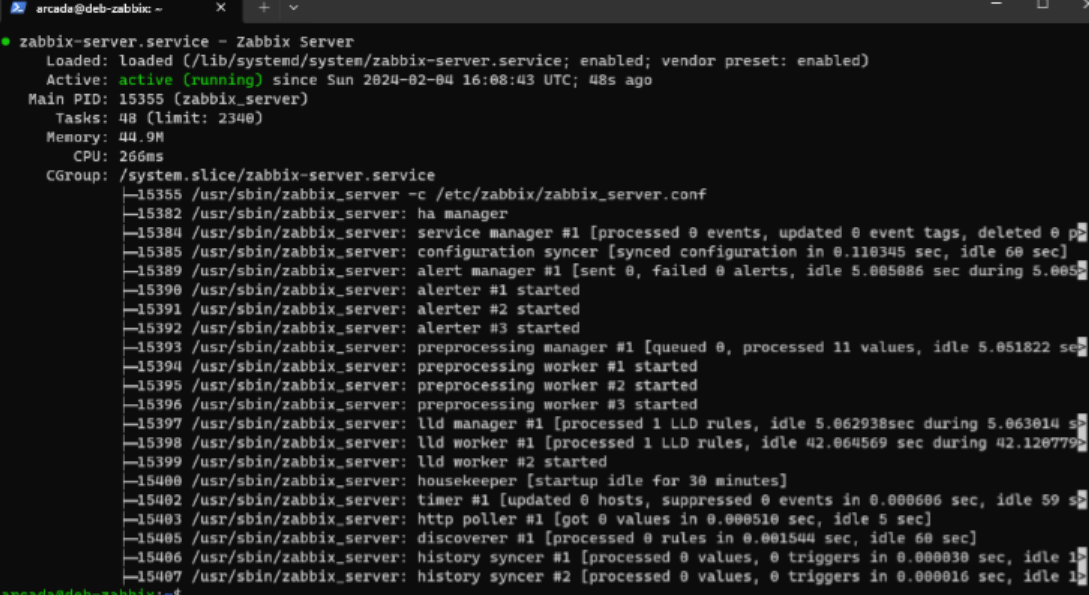 arcada@deb-zabbix: ~
● zabbix-server.service - Zabbix Server
Loaded: loaded (/lib/systemd/system/zabbix-server.service; enabled; vendor preset: enabled)
Active: active (running) since Sun 2024-02-04 16:08:43 UTC; 48s ago
Main PID: 15355 (zabbix_server)
Tasks: 48 (limit: 2340)
Memory: 44.9M
CPU: 266ms
CGroup: /system.slice/zabbix-server.service
├─15355 /usr/sbin/zabbix_server -c /etc/zabbix/zabbix_server.conf
├─15382 /usr/sbin/zabbix_server: ha manager
├─15384 /usr/sbin/zabbix_server: service manager #1 [processed 0 events, updated 0 event tags, deleted 0 p>
├─15385 /usr/sbin/zabbix_server: configuration syncer [synced configuration in 0.110345 sec, idle 60 sec]
├─15389 /usr/sbin/zabbix_server: alert manager #1 [sent 0, failed 0 alerts, idle 5.005086 sec during 5.005>
├─15390 /usr/sbin/zabbix_server: alerter #1 started
├─15391 /usr/sbin/zabbix_server: alerter #2 started
├─15392 /usr/sbin/zabbix_server: alerter #3 started
├─15393 /usr/sbin/zabbix_server: preprocessing manager #1 [queued 0, processed 11 values, idle 5.051822 se>
├─15394 /usr/sbin/zabbix_server: preprocessing worker #1 started
├─15395 /usr/sbin/zabbix_server: preprocessing worker #2 started
├─15396 /usr/sbin/zabbix_server: preprocessing worker #3 started
├─15397 /usr/sbin/zabbix_server: lld manager #1 [processed 1 LLD rules, idle 5.062938sec during 5.063014 s>
├─15398 /usr/sbin/zabbix_server: lld worker #1 [processed 1 LLD rules, idle 42.064569 sec during 42.120779>
├─15399 /usr/sbin/zabbix_server: lld worker #2 started
├─15400 /usr/sbin/zabbix_server: housekeeper [startup idle for 30 minutes]
├─15402 /usr/sbin/zabbix_server: timer #1 [updated 0 hosts, suppressed 0 events in 0.000606 sec, idle 59 s>
├─15403 /usr/sbin/zabbix_server: http poller #1 [got 0 values in 0.000510 sec, idle 5 sec]
├─15405 /usr/sbin/zabbix_server: discoverer #1 [processed 0 rules in 0.001544 sec, idle 60 sec]
├─15406 /usr/sbin/zabbix_server: history syncer #1 [processed 0 values, 0 triggers in 0.000030 sec, idle 1>
├─15407 /usr/sbin/zabbix_server: history syncer #2 [processed 0 values, 0 triggers in 0.000016 sec, idle 1>
arcada@deb-zabbix:~$